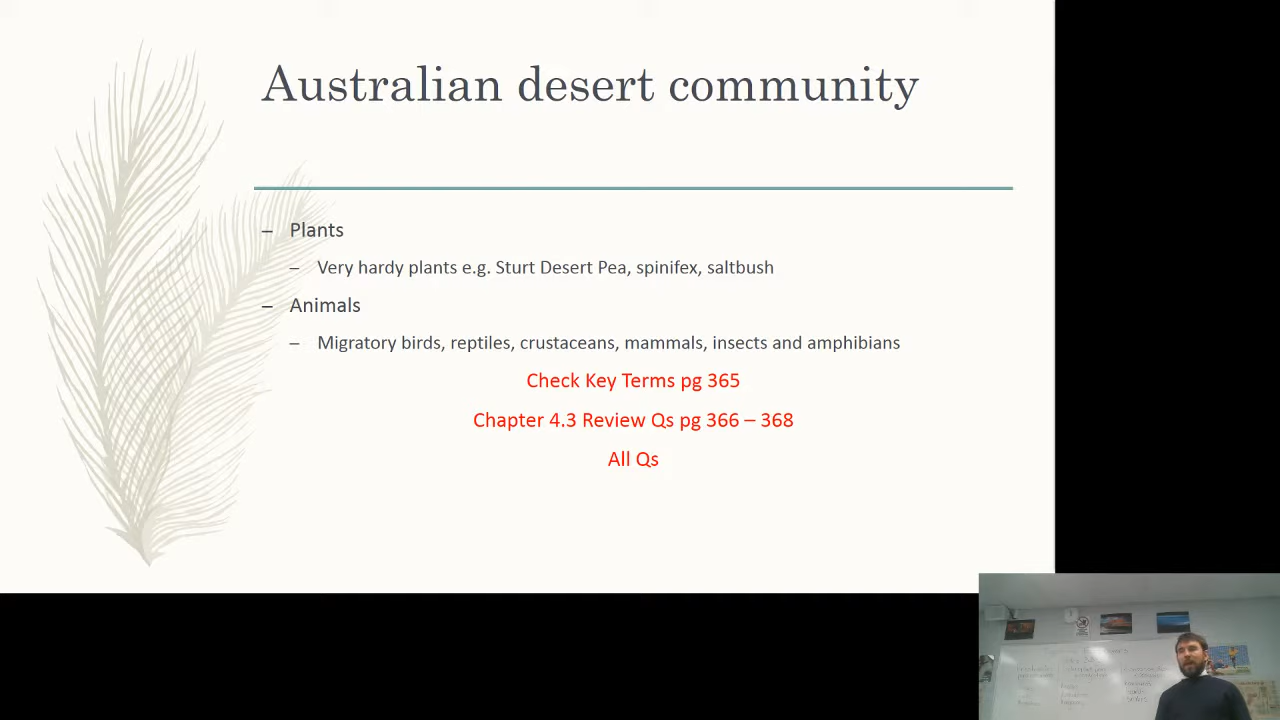 Australian desert community
– Plants
– Very hardy plants e.g. Sturt Desert Pea, spinifex, saltbush
– Animals
– Migratory birds, reptiles, crustaceans, mammals, insects and amphibians
Check Key Terms pg 365
Chapter 4.3 Review Qs pg 366 – 368
All Qs